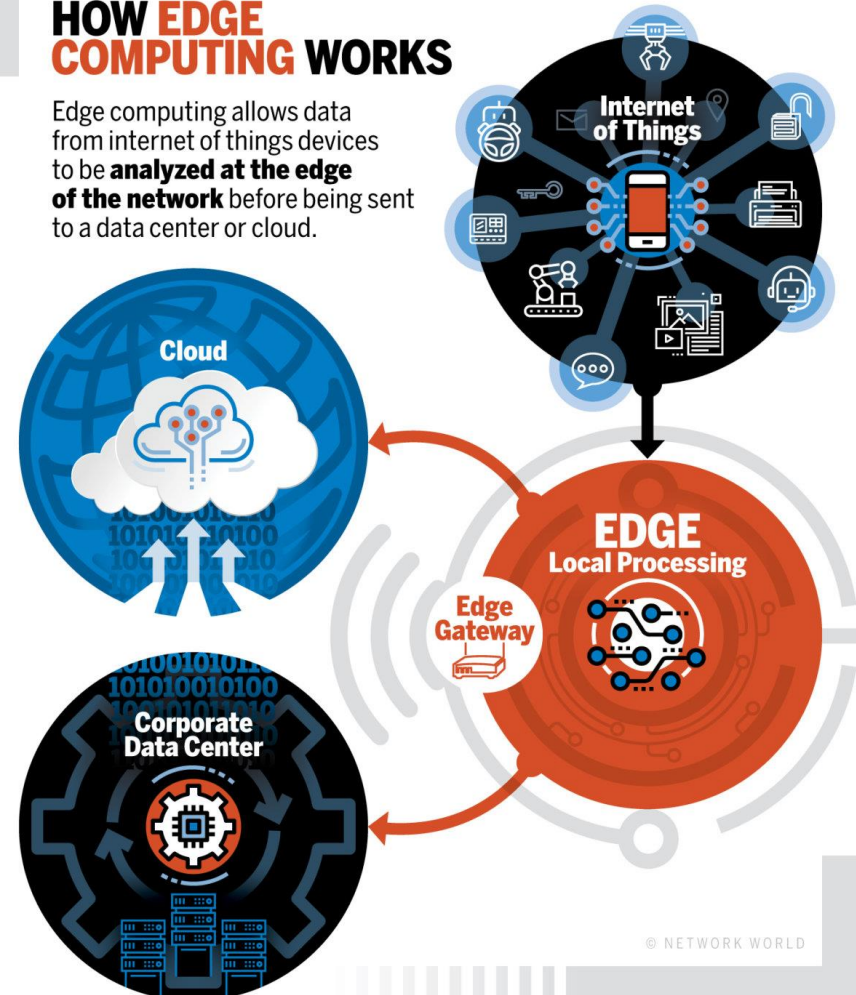 HOW EDGE
COMPUTING WORKS
Edge computing allows data
from internet of things devices
to be analyzed at the edge
of the network before being sent
to a data center or cloud.
Internet
of Things
Cloud
EDGE
Local Processing
Edge
Gateway
101010010100
Corporate
Data Center
© NETWORK WORLD